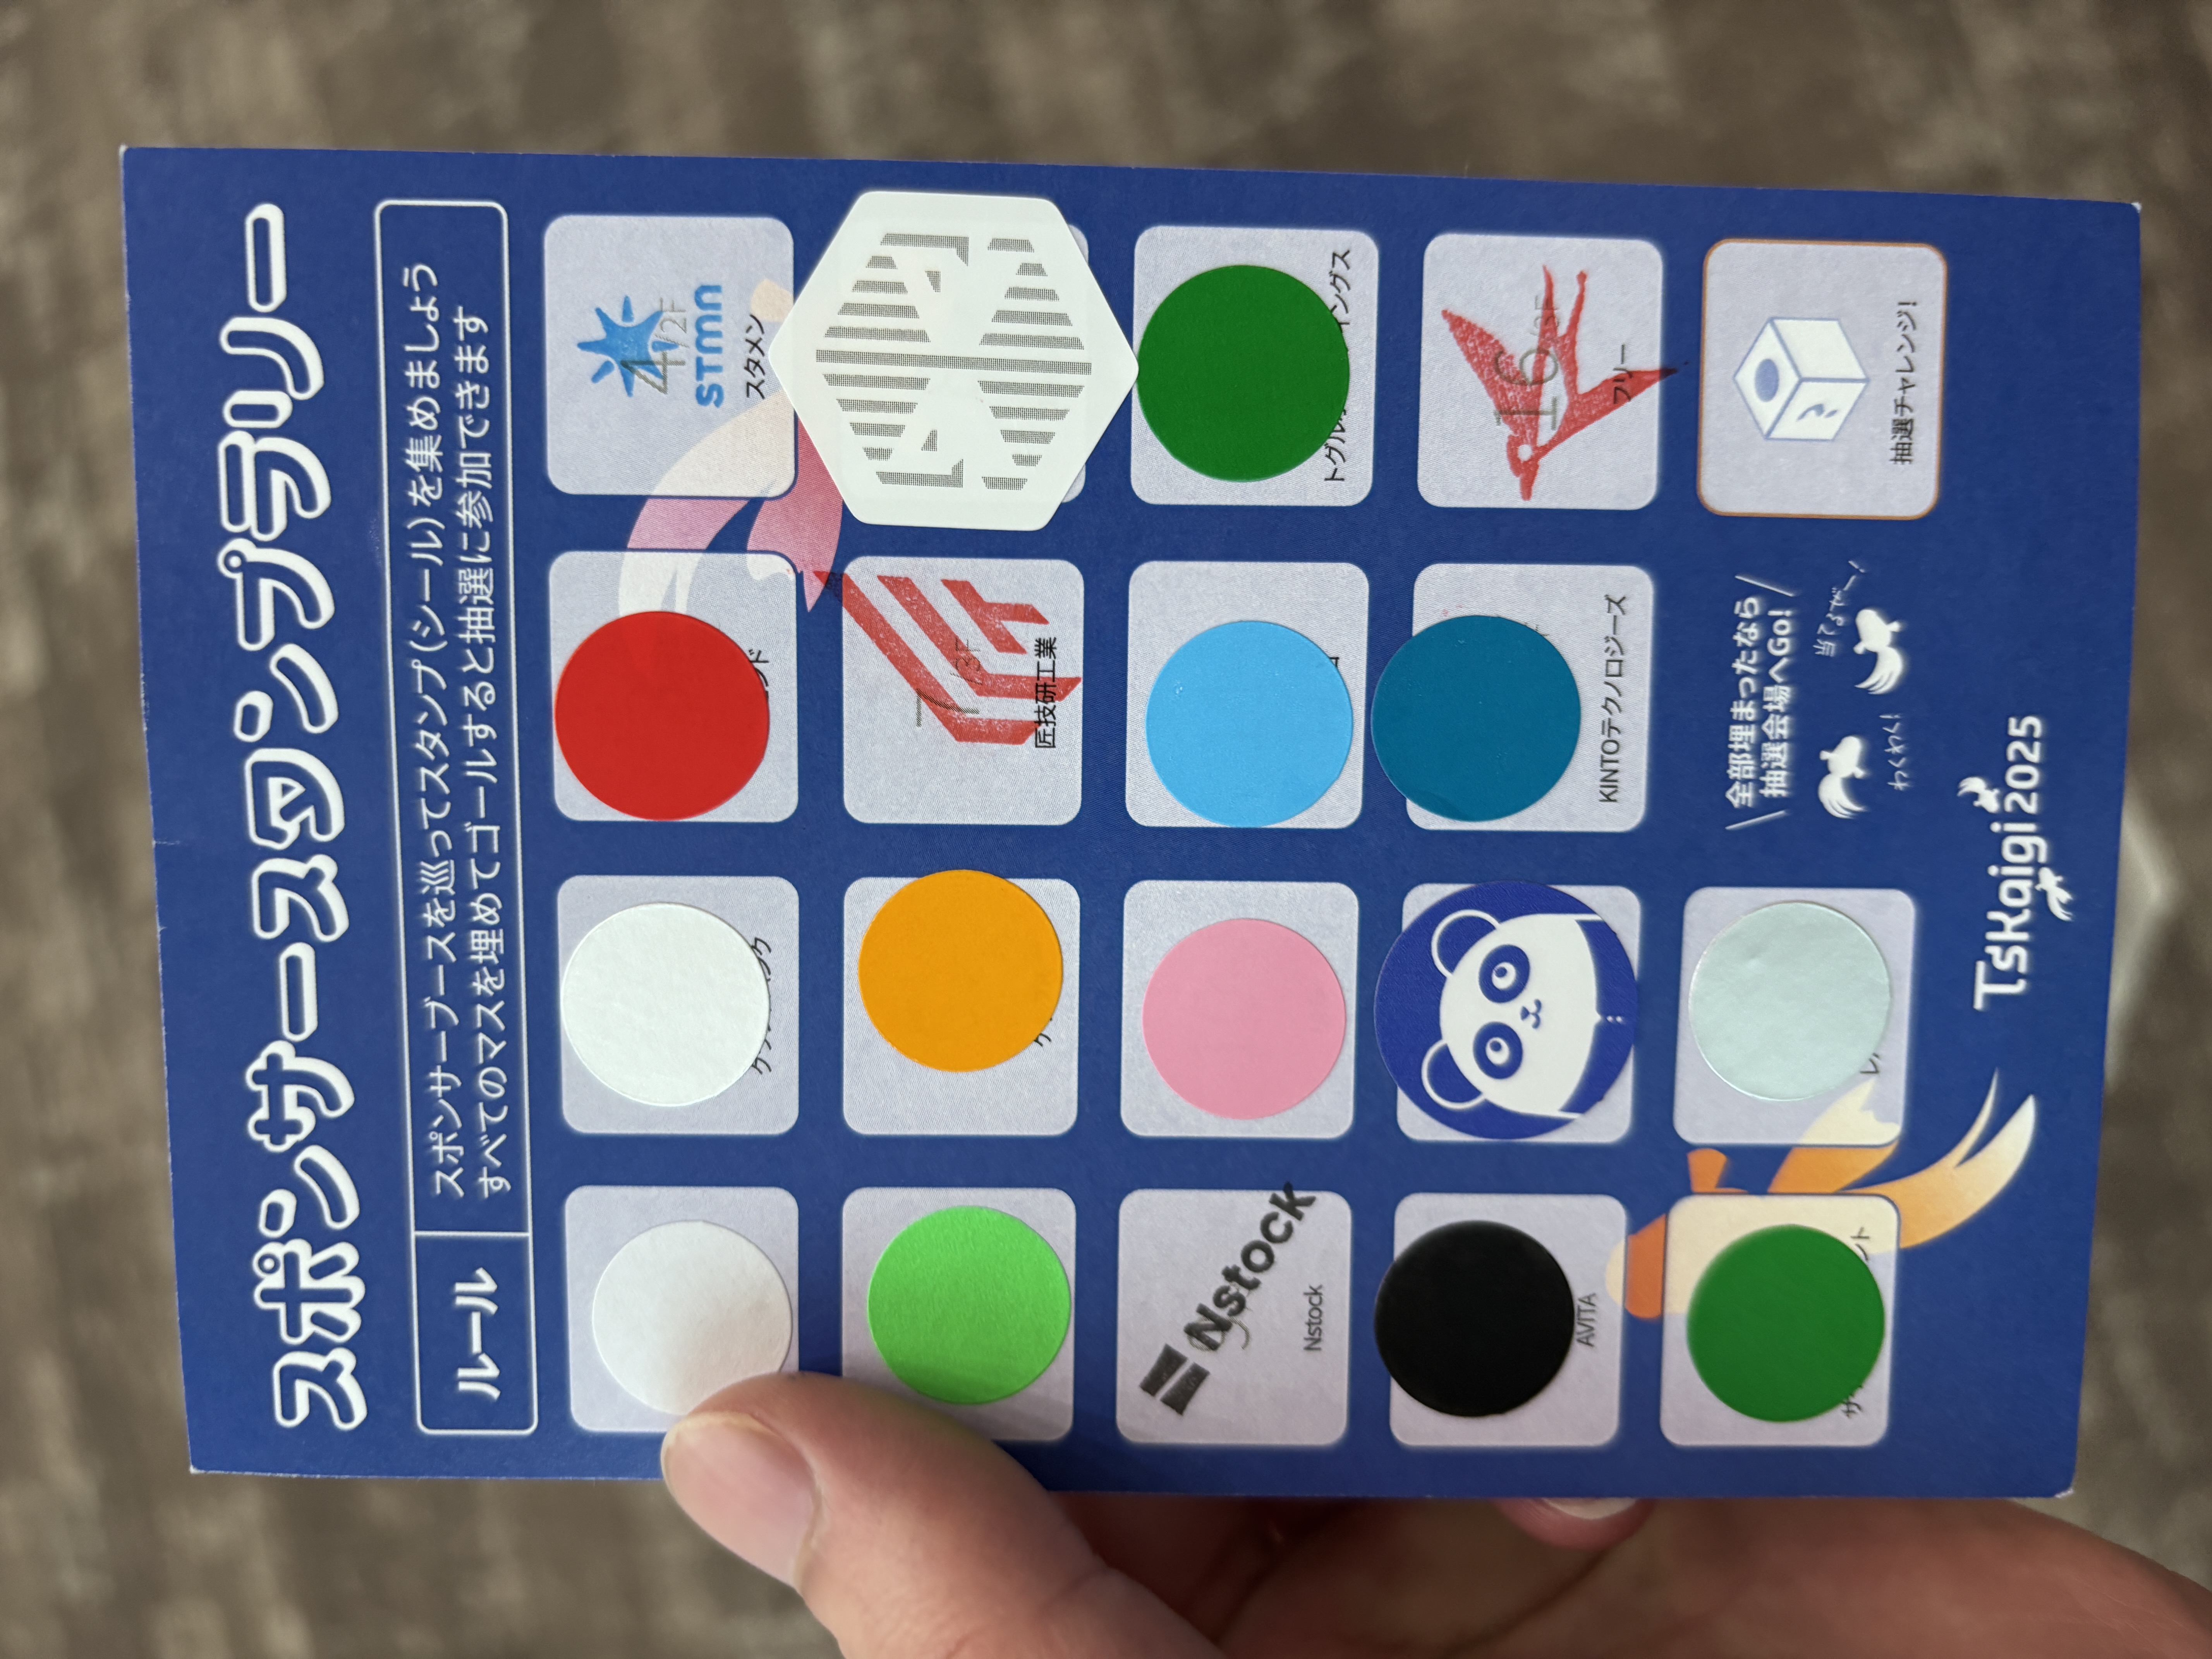 スポンサースタンプラリー
ルール
スポンサーブースを巡ってスタンプ（シール）を集めましょう
すべてのマスを埋めてゴールすると抽選に参加できます
4/2F
STMN
スタメン
7/3F
匠技研工業
Nstock
Nstock
AVITA
KINTOテクノロジーズ
16/3F
フリー
全部埋まったなら
抽選会場へGo!
当てるぜー！
わくわく！
?
抽選チャレンジ！
TSKaigi 2025